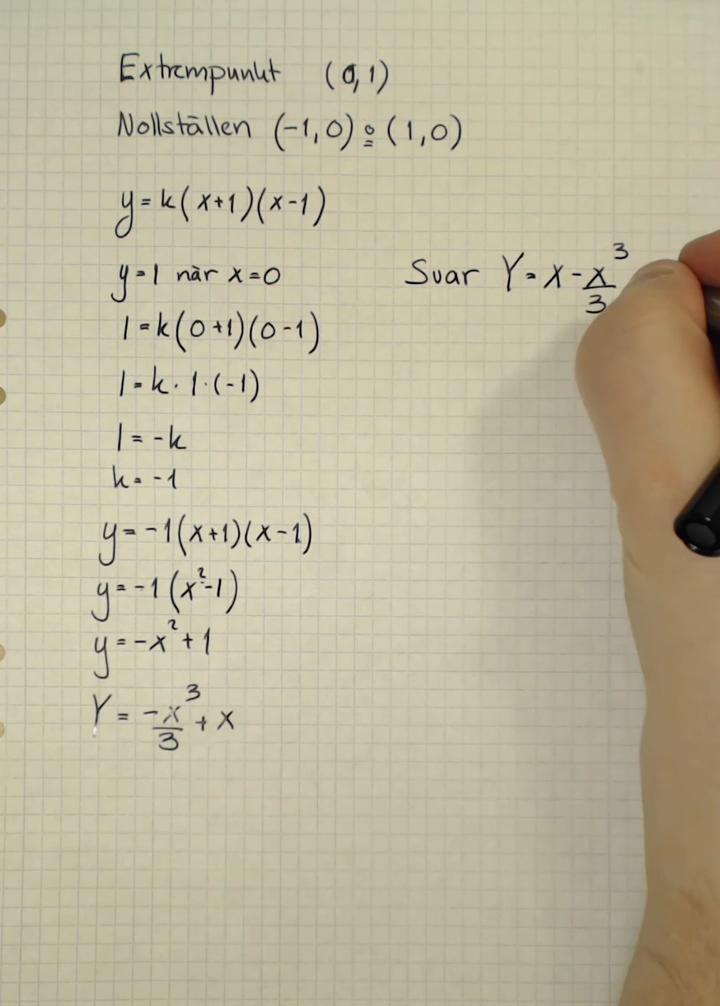 Extrempunkt (0,1)
Nollställen (-1,0) & (1,0)
y = k(x+1)(x-1)
y=1 när x=0
1 = k(0+1)(0-1)
1 = k · 1 · (-1)
1 = -k
k = -1
y = -1(x+1)(x-1)
y = -1(x²-1)
y = -x² + 1
Y = -x³/3 + x
Svar Y = x - x³/3